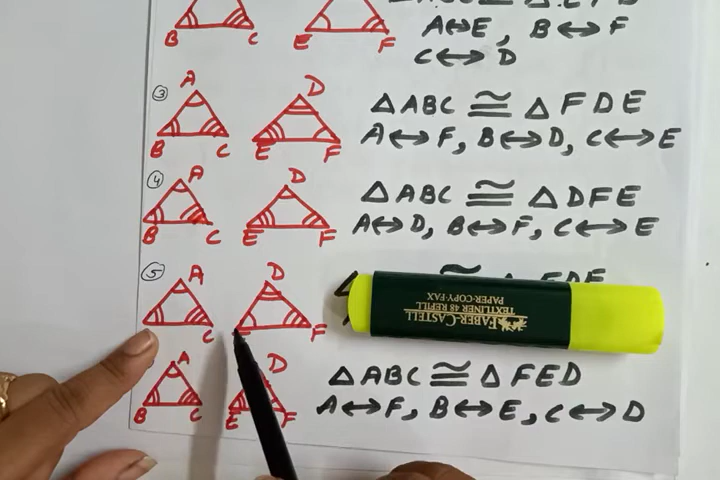 B C E F
A↔E, B↔F
C↔D
③ A D △ABC ≅ △FDE
B C E F A↔F, B↔D, C↔E
④ A D △ABC ≅ △DFE
B C E F A↔D, B↔F, C↔E
⑤ A D
C F
FABER-CASTELL
TEXTLINER 48 REFILL
PAPER-COPY-FAX
A D △ABC ≅ △FED
B C E F A↔F, B↔E, C↔D